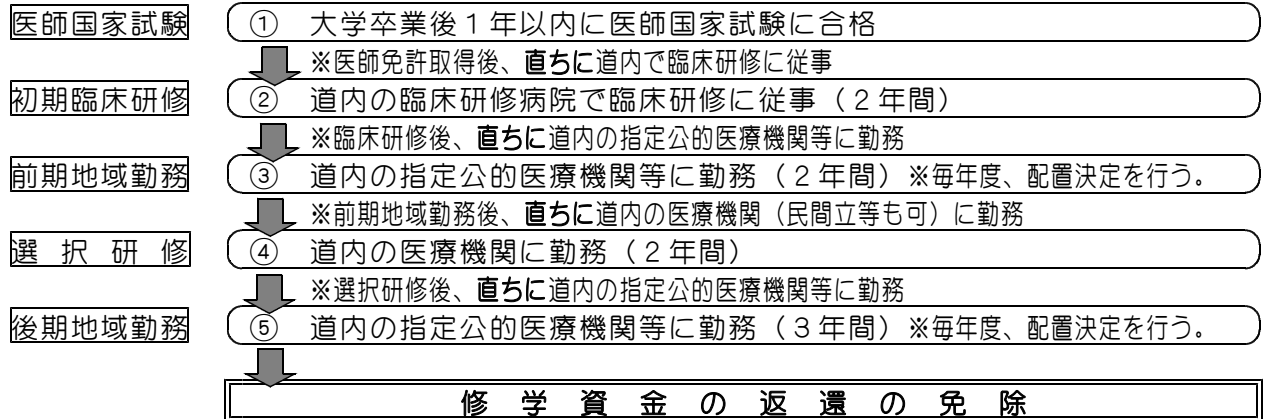 医師国家試験 ① 大学卒業後１年以内に医師国家試験に合格
※医師免許取得後、直ちに道内で臨床研修に従事
初期臨床研修 ② 道内の臨床研修病院で臨床研修に従事（２年間）
※臨床研修後、直ちに道内の指定公的医療機関等に勤務
前期地域勤務 ③ 道内の指定公的医療機関等に勤務（２年間）※毎年度、配置決定を行う。
※前期地域勤務後、直ちに道内の医療機関（民間立等も可）に勤務
選択研修 ④ 道内の医療機関に勤務（２年間）
※選択研修後、直ちに道内の指定公的医療機関等に勤務
後期地域勤務 ⑤ 道内の指定公的医療機関等に勤務（３年間）※毎年度、配置決定を行う。
修学資金の返還の免除